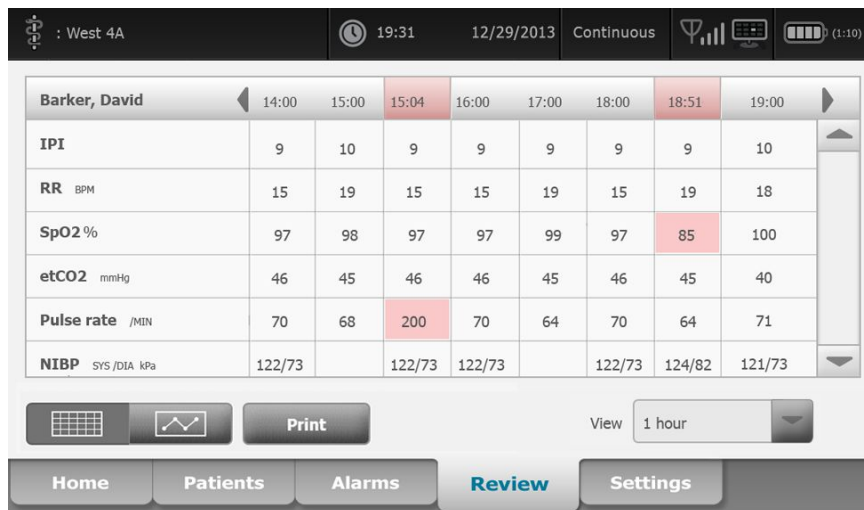 : West 4A 19:31 12/29/2013 Continuous (1:10)
Barker, David 14:00 15:00 15:04 16:00 17:00 18:00 18:51 19:00
IPI 9 10 9 9 9 9 9 10
RR BPM 15 19 15 15 19 15 19 18
SpO2 % 97 98 97 97 99 97 85 100
etCO2 mmHg 46 45 46 46 45 46 45 40
Pulse rate /MIN 70 68 200 70 64 70 64 71
NIBP SYS /DIA kPa 122/73 122/73 122/73 122/73 124/82 121/73
Print View 1 hour
Home Patients Alarms Review Settings